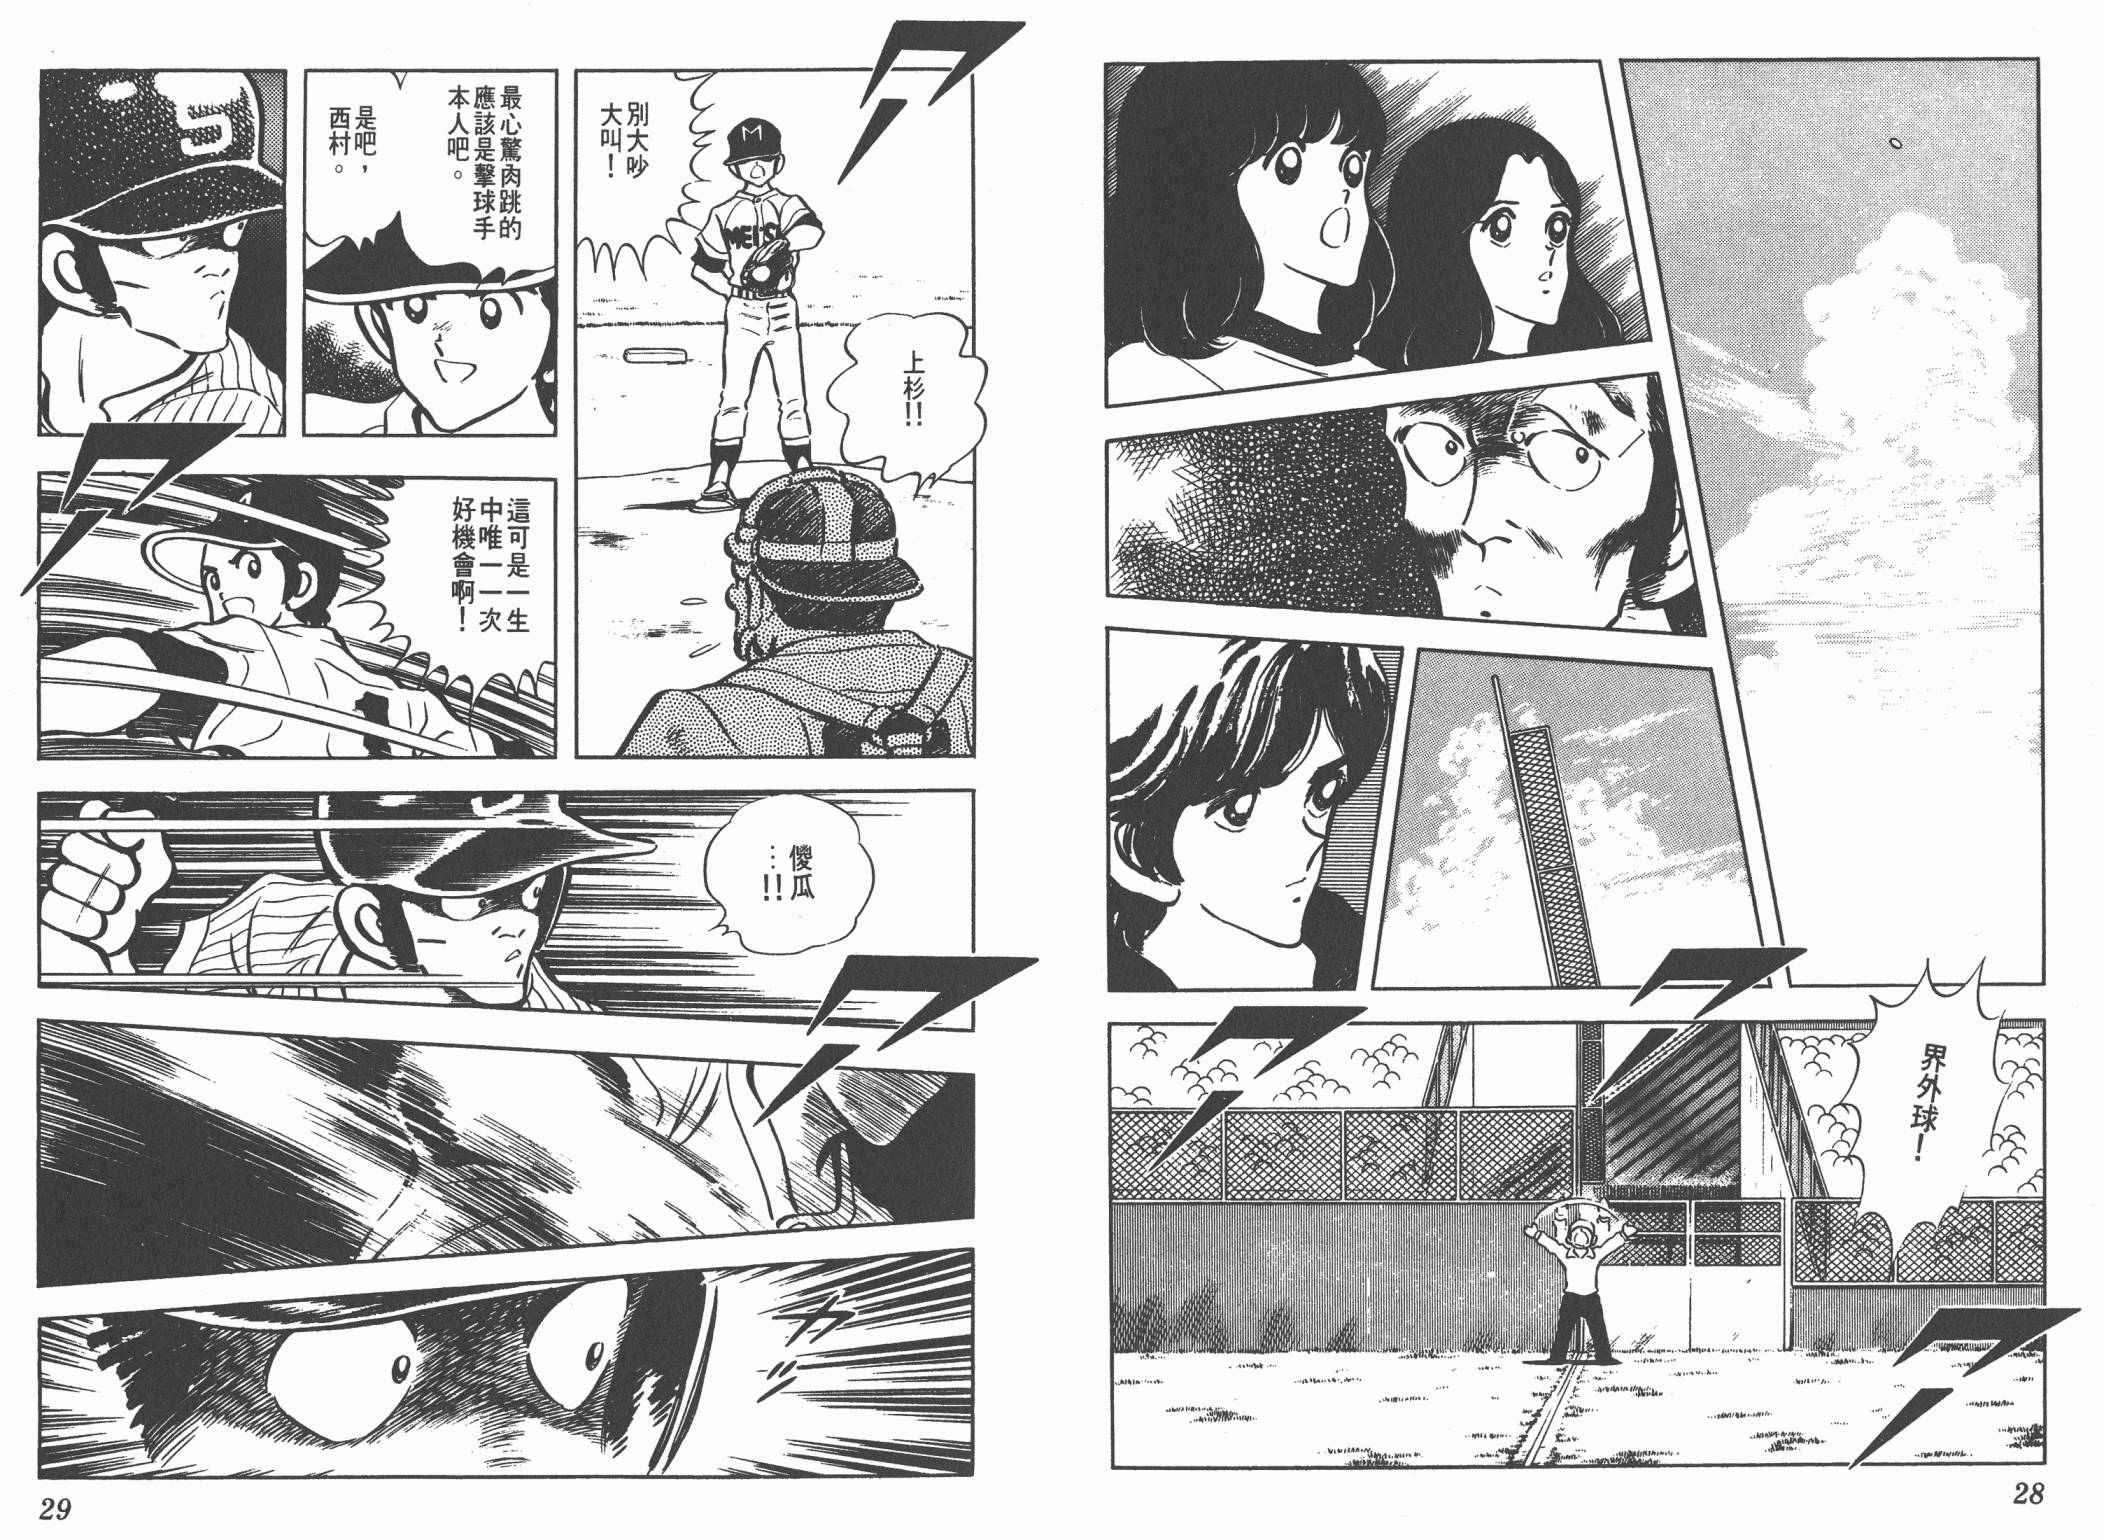 界外球！
28
上杉!!
別大吵
大叫！
最心驚肉跳的
應該是擊球手
本人吧。
是吧，
西村。
這可是一生
中唯一一次
好機會啊！
傻瓜
…!!
カ
29